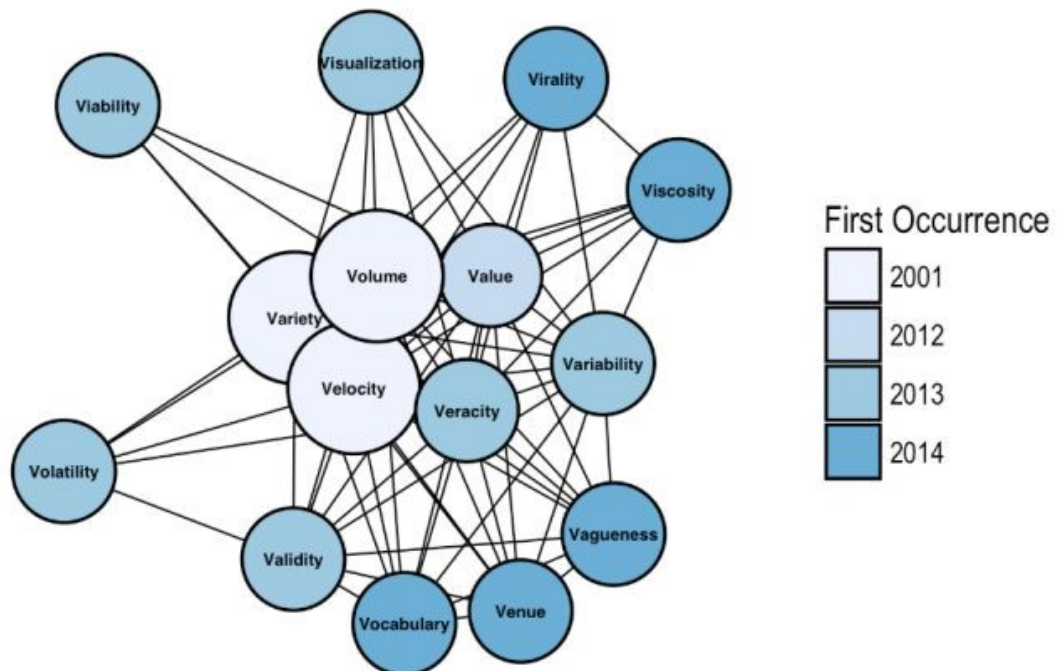 Visualization
Virality
Viability
Viscosity
Volume
Value
Variety
Variability
Velocity
Veracity
Volatility
Vagueness
Validity
Venue
Vocabulary
First Occurrence
2001
2012
2013
2014